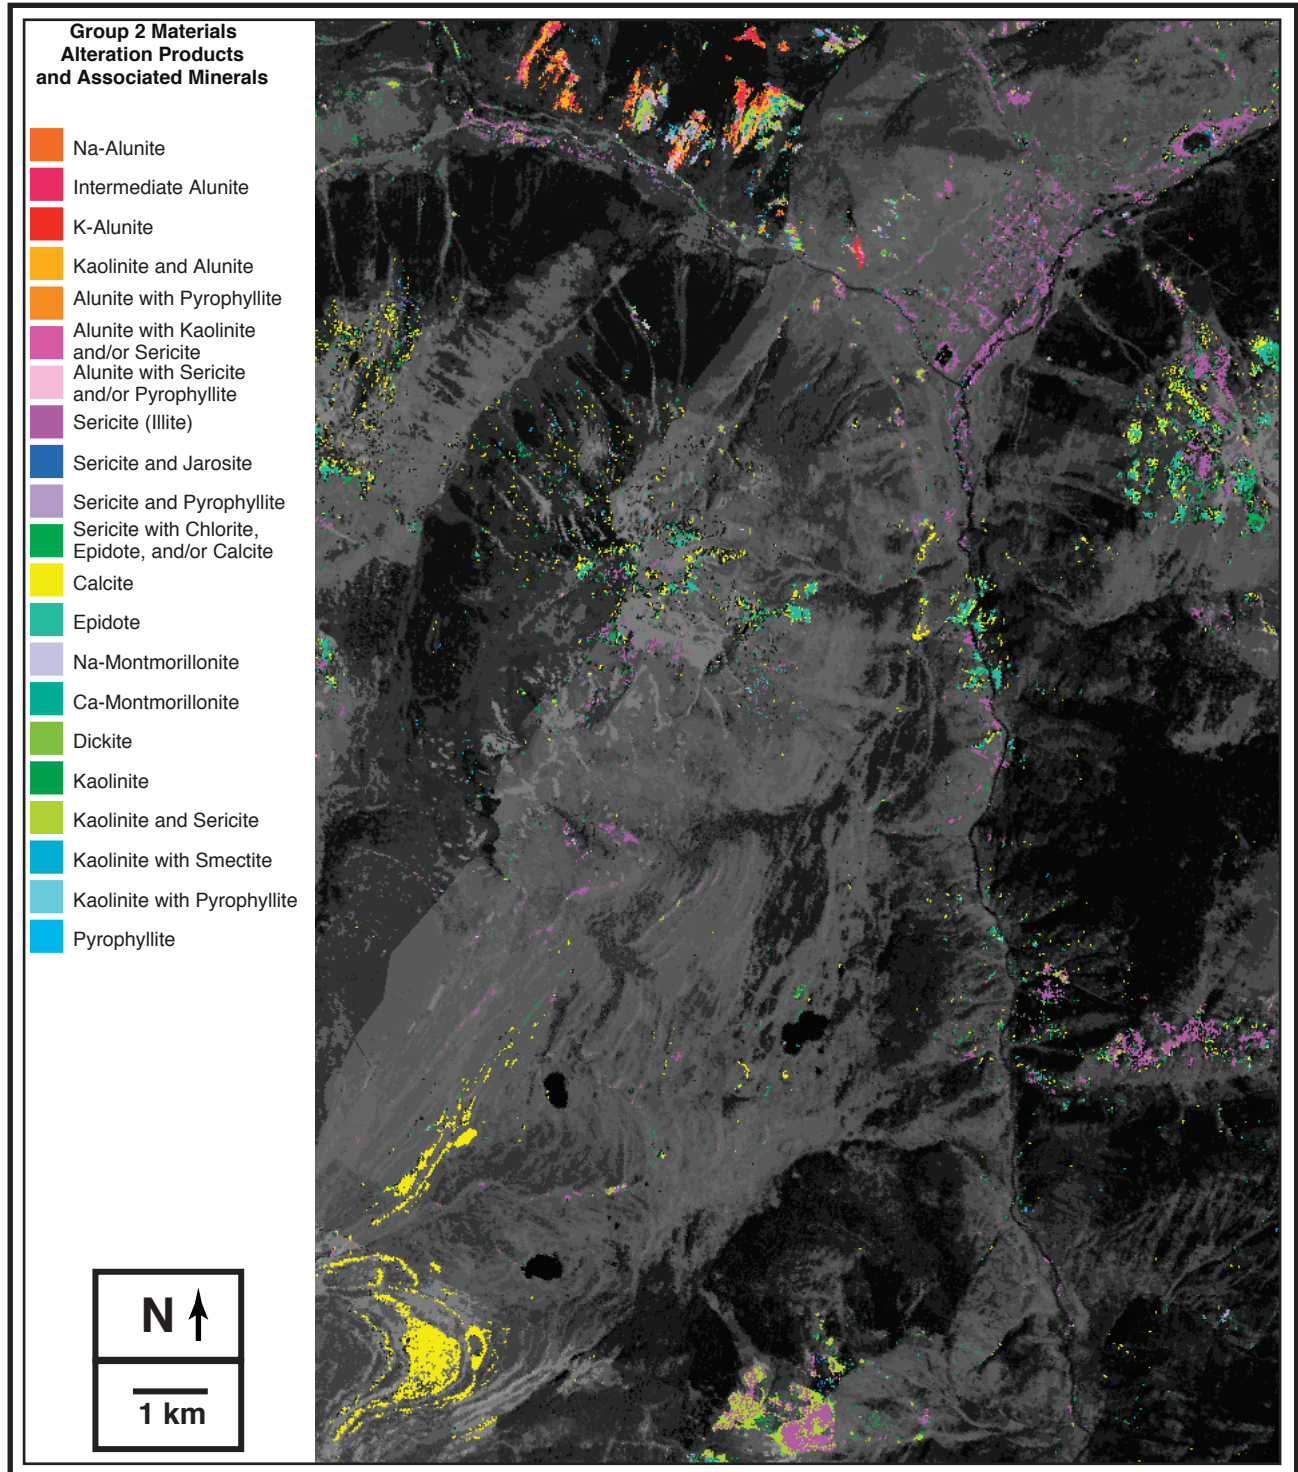 Group 2 Materials
Alteration Products
and Associated Minerals
Na-Alunite
Intermediate Alunite
K-Alunite
Kaolinite and Alunite
Alunite with Pyrophyllite
Alunite with Kaolinite
and/or Sericite
Alunite with Sericite
and/or Pyrophyllite
Sericite (Illite)
Sericite and Jarosite
Sericite and Pyrophyllite
Sericite with Chlorite,
Epidote, and/or Calcite
Calcite
Epidote
Na-Montmorillonite
Ca-Montmorillonite
Dickite
Kaolinite
Kaolinite and Sericite
Kaolinite with Smectite
Kaolinite with Pyrophyllite
Pyrophyllite
N
1 km